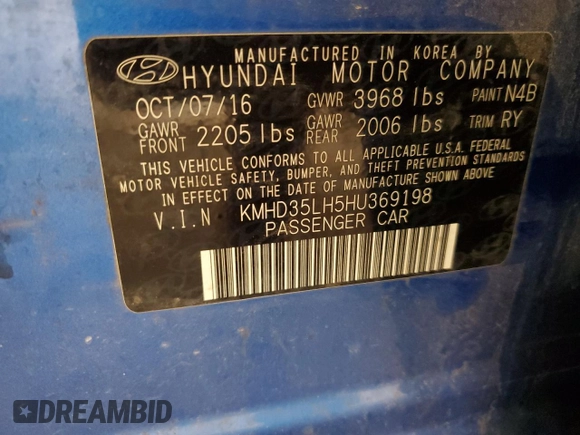 MANUFACTURED IN KOREA BY
HYUNDAI MOTOR COMPANY
OCT/07/16 GVWR 3968 lbs PAINT N4B
GAWR FRONT 2205 lbs GAWR REAR 2006 lbs TRIM RY
THIS VEHICLE CONFORMS TO ALL APPLICABLE U.S.A. FEDERAL
MOTOR VEHICLE SAFETY, BUMPER, AND THEFT PREVENTION STANDARDS
IN EFFECT ON THE DATE OF MANUFACTURE SHOWN ABOVE
V.I.N KMHD35LH5HU369198
PASSENGER CAR
DREAMBID